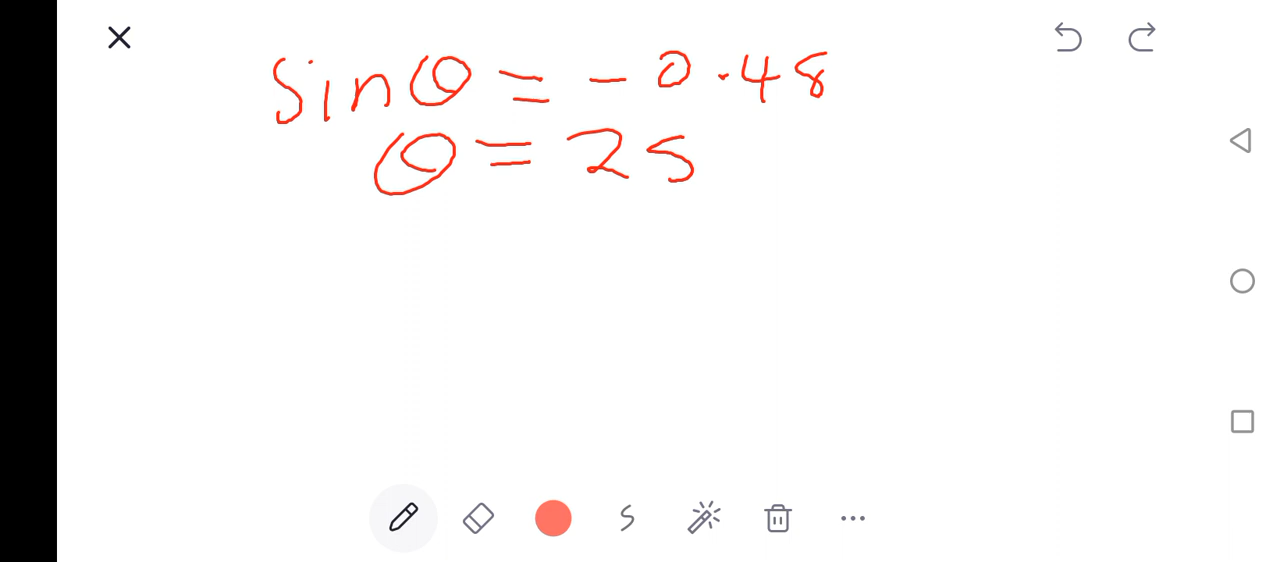 sinθ = - 0.48
θ = 25